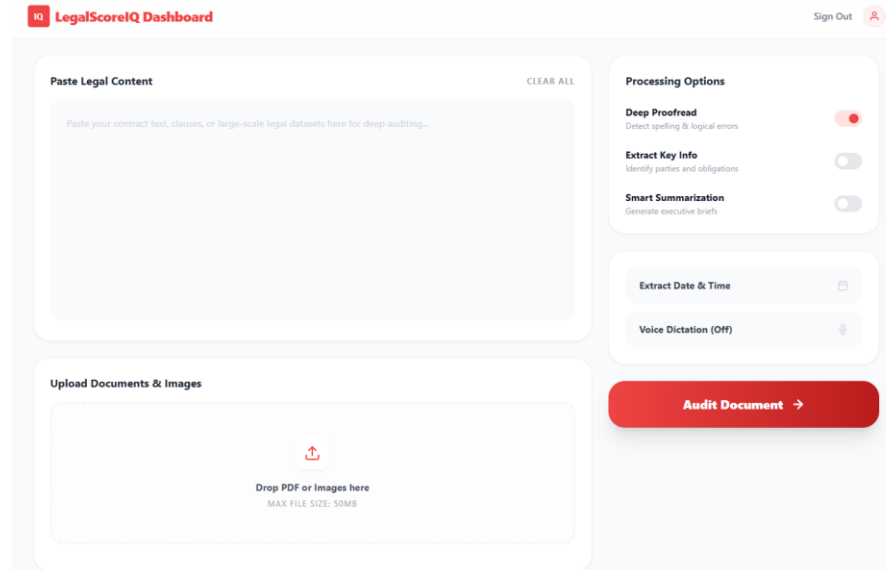 IQ LegalScoreIQ Dashboard
Sign Out
Paste Legal Content
CLEAR ALL
Paste your contract text, clauses, or large-scale legal datasets here for deep auditing...
Upload Documents & Images
Drop PDF or Images here
MAX FILE SIZE: 50MB
Processing Options
Deep Proofread
Detect spelling & logical errors
Extract Key Info
Identify parties and obligations
Smart Summarization
Generate executive briefs
Extract Date & Time
Voice Dictation (Off)
Audit Document →